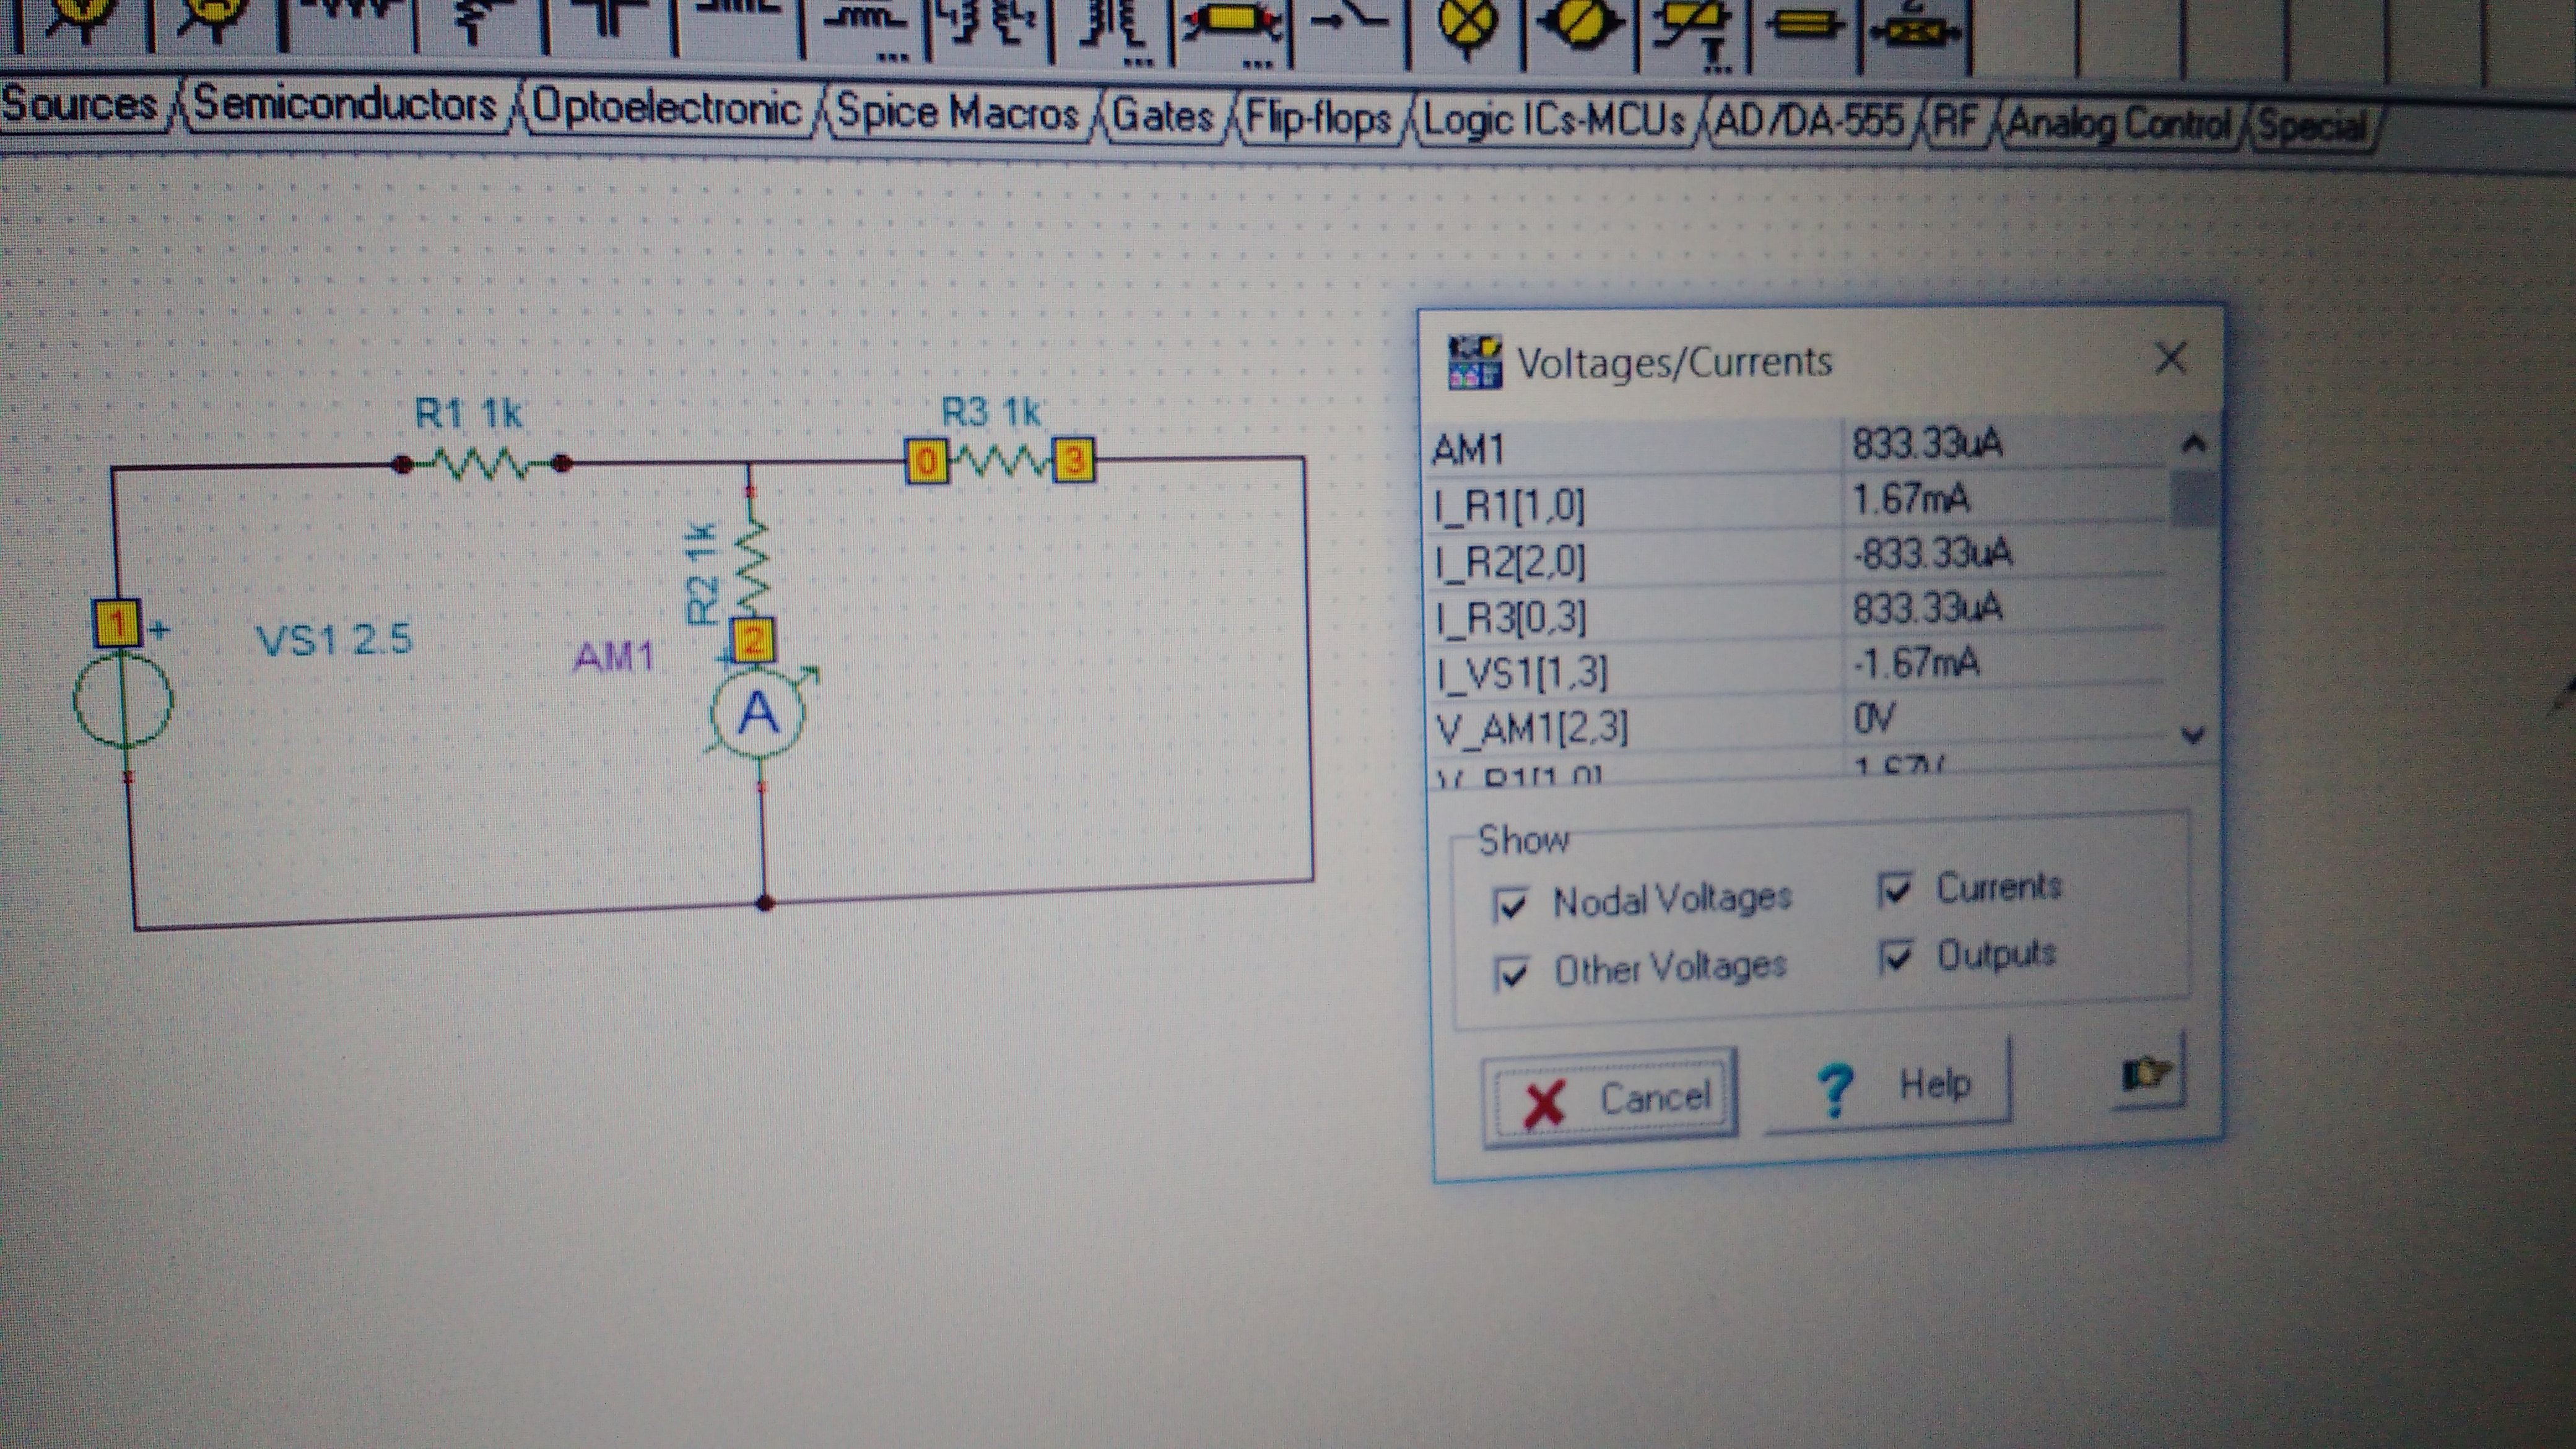 Sources Semiconductors Optoelectronic Spice Macros Gates Flip-flops Logic ICs-MCUs AD/DA-555 RF Analog Control Special
R1 1k
R3 1k
0
3
R2 1k
1
+
VS1 2.5
AM1
2
+
A
Voltages/Currents
AM1 833.33uA
I_R1[1,0] 1.67mA
I_R2[2,0] -833.33uA
I_R3[0,3] 833.33uA
I_VS1[1,3] -1.67mA
V_AM1[2,3] 0V
Show
Nodal Voltages Currents
Other Voltages Outputs
Cancel ? Help